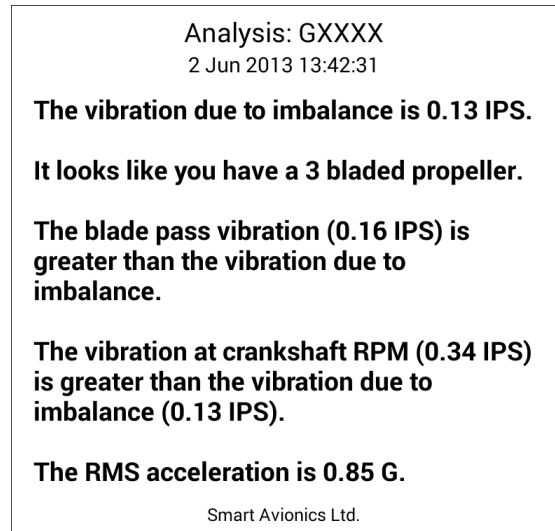 Analysis: GXXXX
2 Jun 2013 13:42:31
The vibration due to imbalance is 0.13 IPS.
It looks like you have a 3 bladed propeller.
The blade pass vibration (0.16 IPS) is
greater than the vibration due to
imbalance.
The vibration at crankshaft RPM (0.34 IPS)
is greater than the vibration due to
imbalance (0.13 IPS).
The RMS acceleration is 0.85 G.
Smart Avionics Ltd.